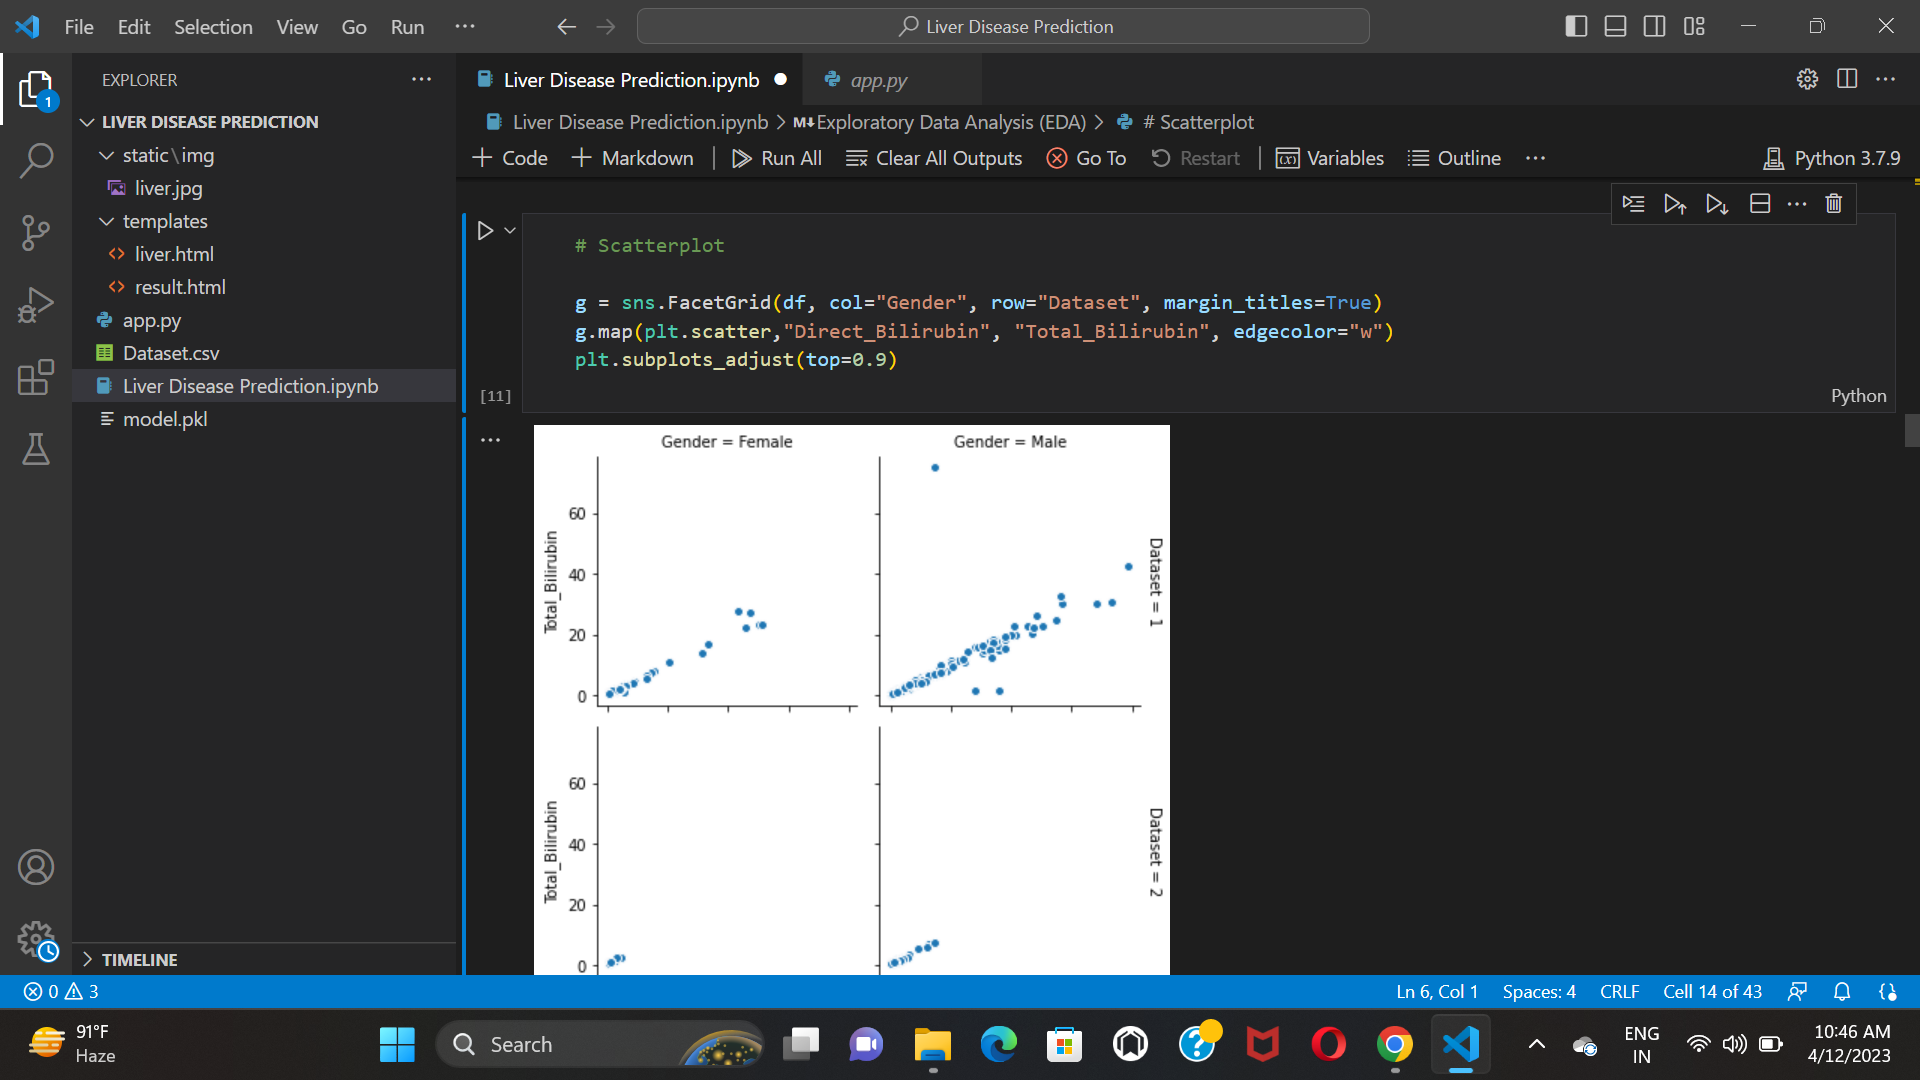 File Edit Selection View Go Run ···
Liver Disease Prediction
EXPLORER
1
LIVER DISEASE PREDICTION
static\img
liver.jpg
templates
liver.html
result.html
app.py
Dataset.csv
Liver Disease Prediction.ipynb
model.pkl
TIMELINE
Liver Disease Prediction.ipynb
app.py
Liver Disease Prediction.ipynb > M↓Exploratory Data Analysis (EDA) > # Scatterplot
+ Code + Markdown | Run All Clear All Outputs Go To Restart | Variables Outline ··· Python 3.7.9
# Scatterplot
g = sns.FacetGrid(df, col="Gender", row="Dataset", margin_titles=True)
g.map(plt.scatter,"Direct_Bilirubin", "Total_Bilirubin", edgecolor="w")
plt.subplots_adjust(top=0.9)
[11]
Python
Gender = Female
Gender = Male
60
40
20
0
Total_Bilirubin
Dataset = 1
60
40
20
0
Total_Bilirubin
Dataset = 2
0 3
Ln 6, Col 1 Spaces: 4 CRLF Cell 14 of 43
91°F
Haze
Search
ENG
IN
10:46 AM
4/12/2023